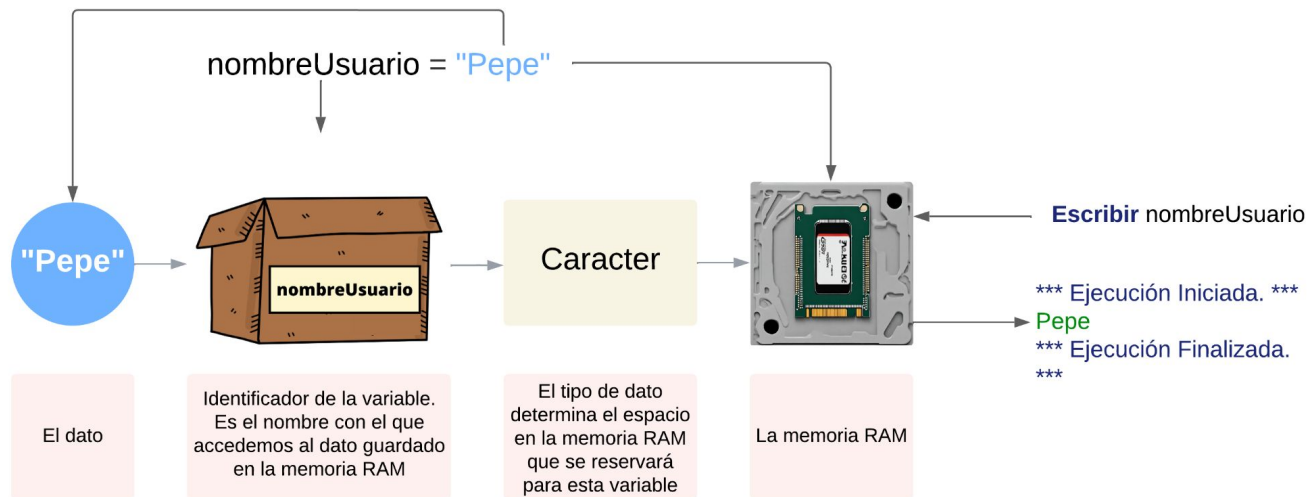 nombreUsuario = "Pepe"
"Pepe"
nombreUsuario
Caracter
Escribir nombreUsuario
*** Ejecución Iniciada. ***
Pepe
*** Ejecución Finalizada.
***
El dato
Identificador de la variable.
Es el nombre con el que
accedemos al dato guardado
en la memoria RAM
El tipo de dato
determina el espacio
en la memoria RAM
que se reservará
para esta variable
La memoria RAM